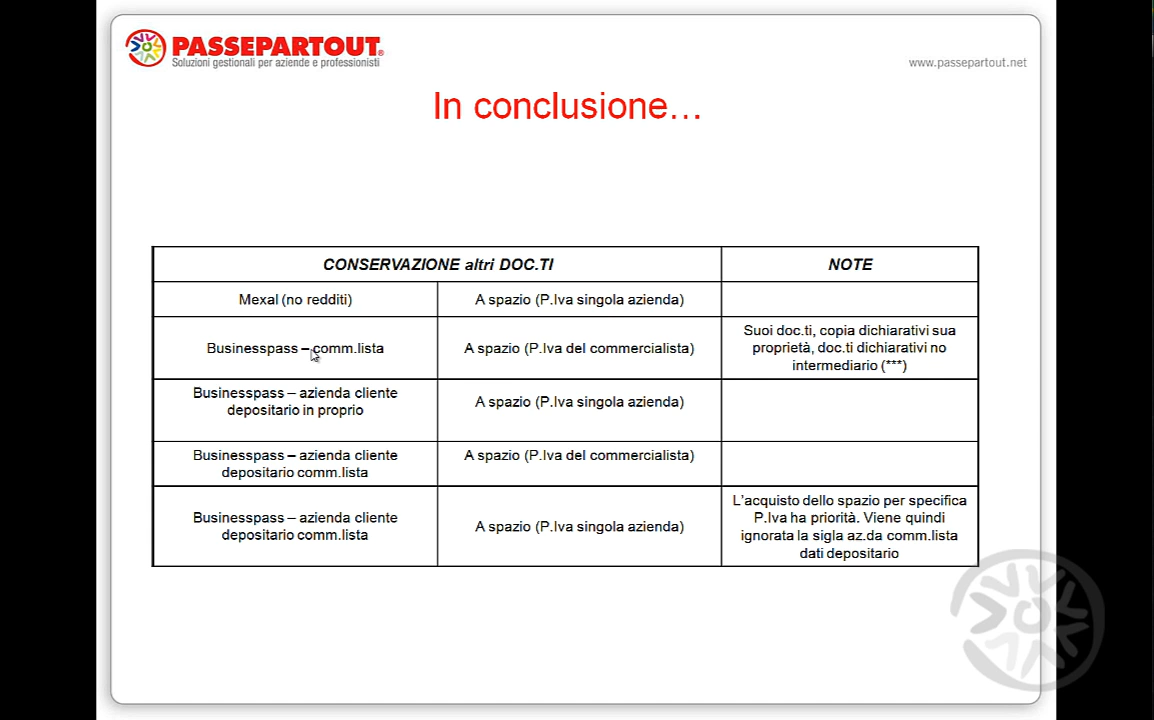 PASSEPARTOUT®
Soluzioni gestionali per aziende e professionisti
www.passepartout.net
In conclusione...
CONSERVAZIONE altri DOC.TI
NOTE
Mexal (no redditi)
A spazio (P.Iva singola azienda)
Businesspass – comm.lista
A spazio (P.Iva del commercialista)
Suoi doc.ti, copia dichiarativi sua
proprietà, doc.ti dichiarativi no
intermediario (***)
Businesspass – azienda cliente
depositario in proprio
A spazio (P.Iva singola azienda)
Businesspass – azienda cliente
depositario comm.lista
A spazio (P.Iva del commercialista)
Businesspass – azienda cliente
depositario comm.lista
A spazio (P.Iva singola azienda)
L'acquisto dello spazio per specifica
P.Iva ha priorità. Viene quindi
ignorata la sigla az.da comm.lista
dati depositario